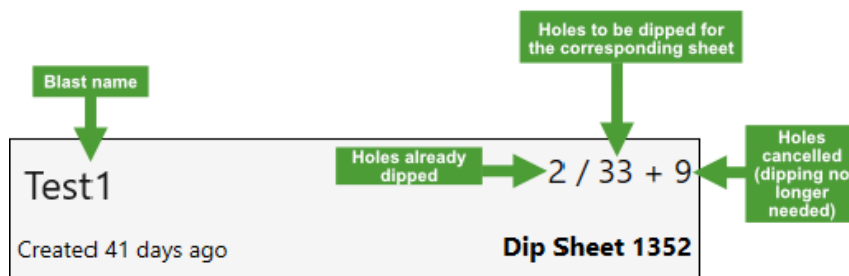 Holes to be dipped for
the corresponding sheet
Blast name
Holes already
dipped
2 / 33 + 9
Holes
cancelled
(dipping no
longer
needed)
Test1
Created 41 days ago
Dip Sheet 1352